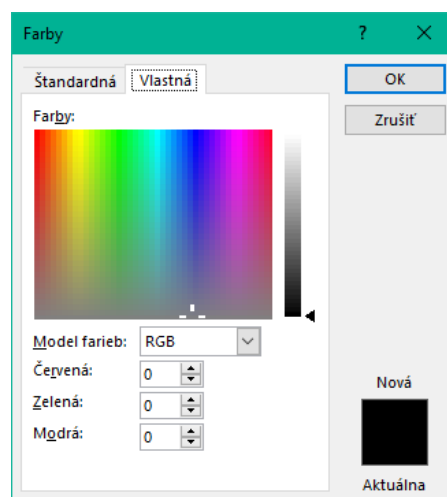 Farby ? ×
Štandardná Vlastná
OK
Zrušiť
Farby:
Model farieb: RGB
Červená: 0
Zelená: 0
Modrá: 0
Nová
Aktuálna